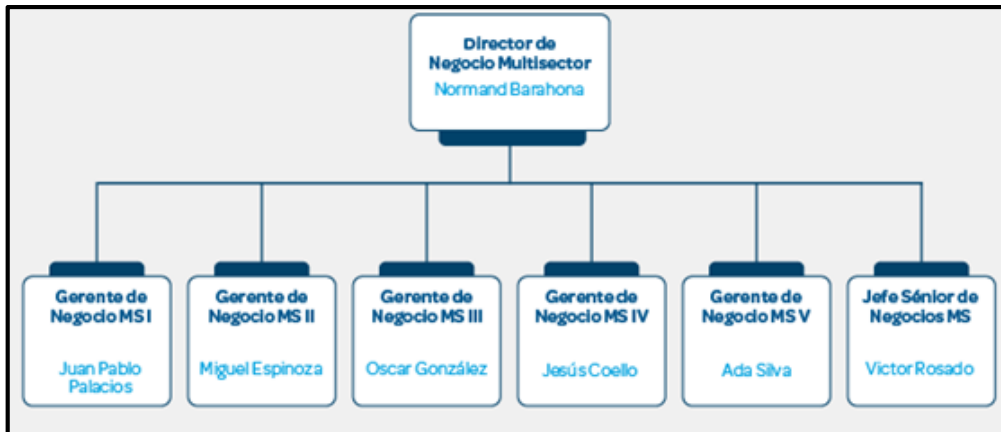 Director de
Negocio Multisector
Normand Barahona
Gerente de
Negocio MS I
Juan Pablo
Palacios
Gerente de
Negocio MS II
Miguel Espinoza
Gerente de
Negocio MS III
Oscar González
Gerente de
Negocio MS IV
Jesús Coello
Gerente de
Negocio MS V
Ada Silva
Jefe Sénior de
Negocios MS
Victor Rosado